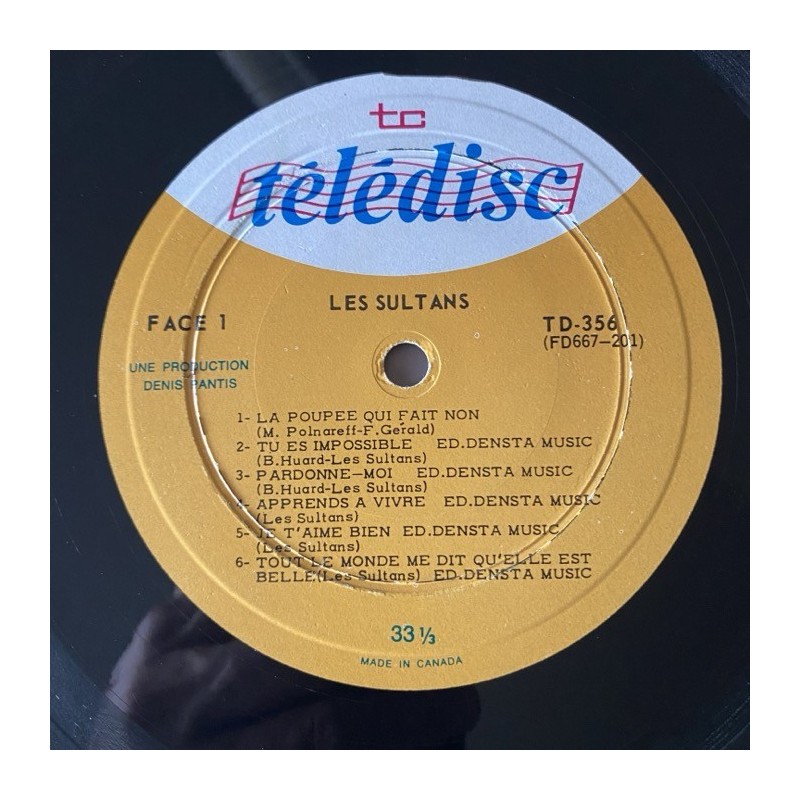 tc
télédisc
LES SULTANS
FACE 1
TD-356
(FD667-201)
UNE PRODUCTION
DENIS PANTIS
1- LA POUPEE QUI FAIT NON
(M. Polnareff-F.Gérald)
2- TU ES IMPOSSIBLE ED.DENSTA MUSIC
(B.Huard-Les Sultans)
3- PARDONNE-MOI ED.DENSTA MUSIC
(B.Huard-Les Sultans)
4- APPRENDS A VIVRE ED.DENSTA MUSIC
(Les Sultans)
5- JE T'AIME BIEN ED.DENSTA MUSIC
(Les Sultans)
6- TOUT LE MONDE ME DIT QU'ELLE EST
BELLE(Les Sultans) ED.DENSTA MUSIC
33 1/3
MADE IN CANADA